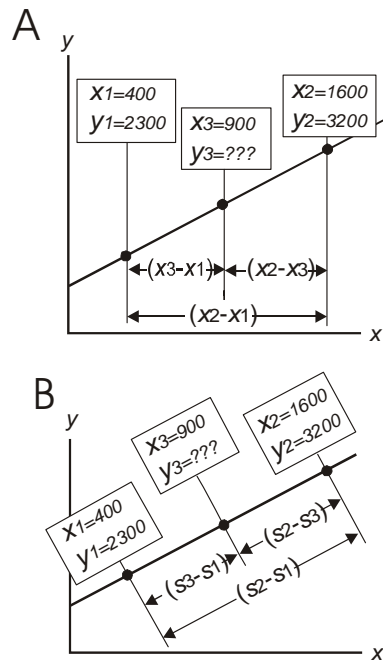 A
y
x1=400
y1=2300
x3=900
y3=???
x2=1600
y2=3200
(x3-x1)
(x2-x3)
(x2-x1)
x
B
y
x1=400
y1=2300
x3=900
y3=???
x2=1600
y2=3200
(s3-s1)
(s2-s3)
(s2-s1)
x